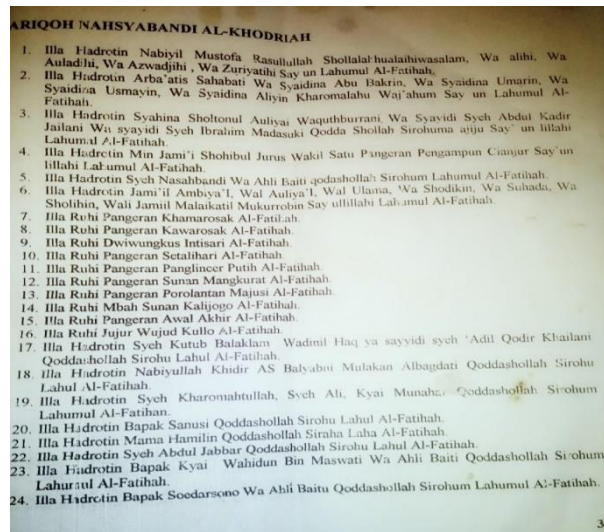 ARIQOH NAHSYABANDI AL-KHODRIAH
1. Illa Hadrotin Nabiyil Mustofa Rasullullah Shollalahhualaihiwasalam, Wa alihi, Wa
Auladihi, Wa Azwadjihi , Wa Zuriyatihi Say un Lahumul Al-Fatihah,
2. Illa Hadrotin Arba'atis Sahabati Wa Syaidina Abu Bakrin, Wa Syaidina Umarin, Wa
Syaidina Usmayin, Wa Syaidina Aliyin Kharomalahu Waj'ahum Say un Lahumul Al-
Fatihah.
3. Illa Hadrotin Syahina Sholtonul Auliyai Waquthburrani, Wa Syavidi Syeh Abdul Kadir
Jailani Wa syayidi Syeh Ibrahim Madasuki Qodda Shollah Sirohuma ajiju Say' un lillahi
Lahumal Al-Fatihah.
4. Illa Hadrotin Min Jami'i Shohibul Jurus Wakil Satu Pangeran Pengampun Cianjur Say'un
lillahi Lahumul Al-Fatihah.
5. Illa Hadrotin Syeh Nasahbandi Wa Ahli Baiti qodashollah Sirohum Lahumul Al-Fatihah.
6. Illa Hadrotin Jami'il Ambiya'I, Wal Auliya'I, Wal Ulama, Wa Shodikin, Wa Suhada, Wa
Sholihin, Wali Jamiil Malaikatil Mukurrobin Say ullillahi Lahumul Al-Fatihah.
7. Illa Ruhi Pangeran Khamarosak Al-Fatihah.
8. Illa Ruhi Pangeran Kawarosak Al-Fatihah.
9. Illa Ruhi Dwiwungkus Intisari Al-Fatihah.
10. Illa Ruhi Pangeran Setalihari Al-Fatihah
11. Illa Ruhi Pangeran Panglincer Putih Al-Fatihah.
12. Illa Ruhi Pangeran Sunan Mangkurat Al-Fatihah.
13. Illa Ruhi Pangeran Porolantan Majusi Al-Fatihah.
14. Illa Ruhi Mbah Sunan Kalijogo Al-Fatihah.
15. Illa Ruhi Pangeran Awal Akhir Al-Fatihah.
16. Illa Ruhi Jujur Wujud Kullo Al-Fatihah.
17. Illa Hadrotin Syeh Kutub Balaklam Wadinil Haq ya sayyidi sych 'Adil Qodir Khailani
Qoddashollah Sirohu Lahul Al-Fatihah.
18. Illa Hadrotin Nabiyullah Khidir AS Balyabni Mulakan Albagdati Qoddashollah Sirohu
Lahul Al-Fatihah.
19. Illa Hadrotin Syeh Kharomahtullah, Syeh Ali, Kyai Munahar Qoddashollah Sirohum
Lahumul Al-Fatihan.
20. Illa Hadrotin Bapak Sanusi Qoddashollah Sirohu Lahul Al-Fatihah.
21. Illa Hadrotin Mama Hamilin Qoddashollah Siraha Laha Al-Fatihah.
22. Illa Hadrotin Syeh Abdul Jabbar Qoddashollah Sirohu Lahul Al-Fatihah.
23. Illa Hadrotin Bapak Kyai Wahidun Bin Maswati Wa Ahli Baiti Qoddashollah Sirohum
Lahumul Al-Fatihah.
24. Illa Hadrotin Bapak Soedarsono Wa Ahli Baitu Qoddashollah Sirohum Lahumul Al-Fatihah.
3